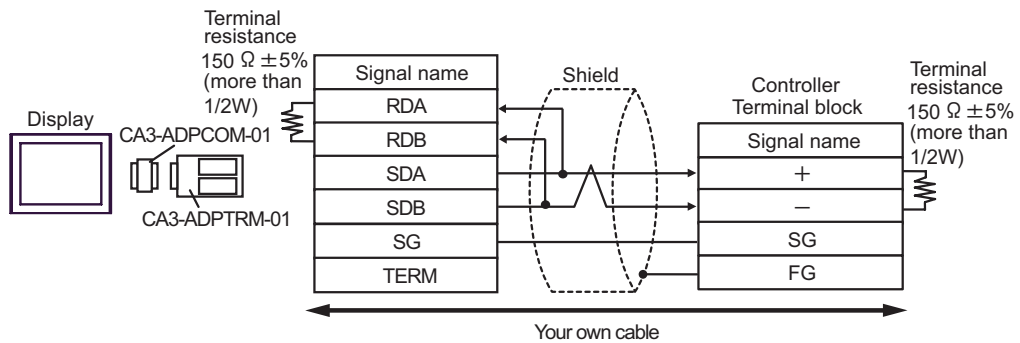 Terminal
resistance
150 Ω ±5%
(more than
1/2W)
Display
CA3-ADPCOM-01
CA3-ADPTRM-01
Signal name
RDA
RDB
SDA
SDB
SG
TERM
Shield
Controller
Terminal block
Signal name
+
−
SG
FG
Terminal
resistance
150 Ω ±5%
(more than
1/2W)
Your own cable